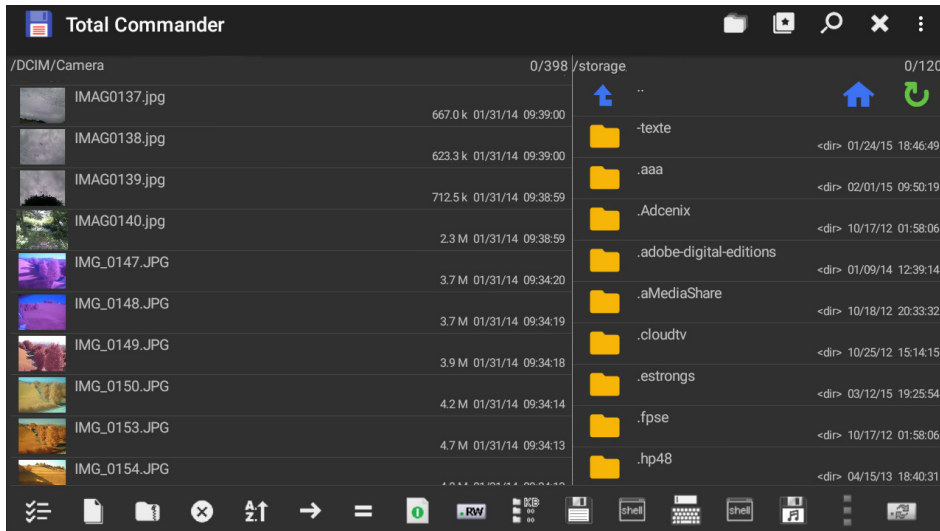 Total Commander
/DCIM/Camera 0/398
IMAG0137.jpg
667.0 k 01/31/14 09:39:00
IMAG0138.jpg
623.3 k 01/31/14 09:39:00
IMAG0139.jpg
712.5 k 01/31/14 09:38:59
IMAG0140.jpg
2.3 M 01/31/14 09:38:59
IMG_0147.JPG
3.7 M 01/31/14 09:34:20
IMG_0148.JPG
3.7 M 01/31/14 09:34:19
IMG_0149.JPG
3.9 M 01/31/14 09:34:18
IMG_0150.JPG
4.2 M 01/31/14 09:34:14
IMG_0153.JPG
4.7 M 01/31/14 09:34:13
IMG_0154.JPG
/storage 0/120
..
-texte
<dir> 01/24/15 18:46:49
.aaa
<dir> 02/01/15 09:50:19
.Adcenix
<dir> 10/17/12 01:58:06
.adobe-digital-editions
<dir> 01/09/14 12:39:14
.aMediaShare
<dir> 10/18/12 20:33:32
.cloudtv
<dir> 10/25/12 15:14:15
.estrongs
<dir> 03/12/15 19:25:54
.fpse
<dir> 10/17/12 01:58:06
.hp48
<dir> 04/15/13 18:40:31
A
Z
RW
KB
shell
shell